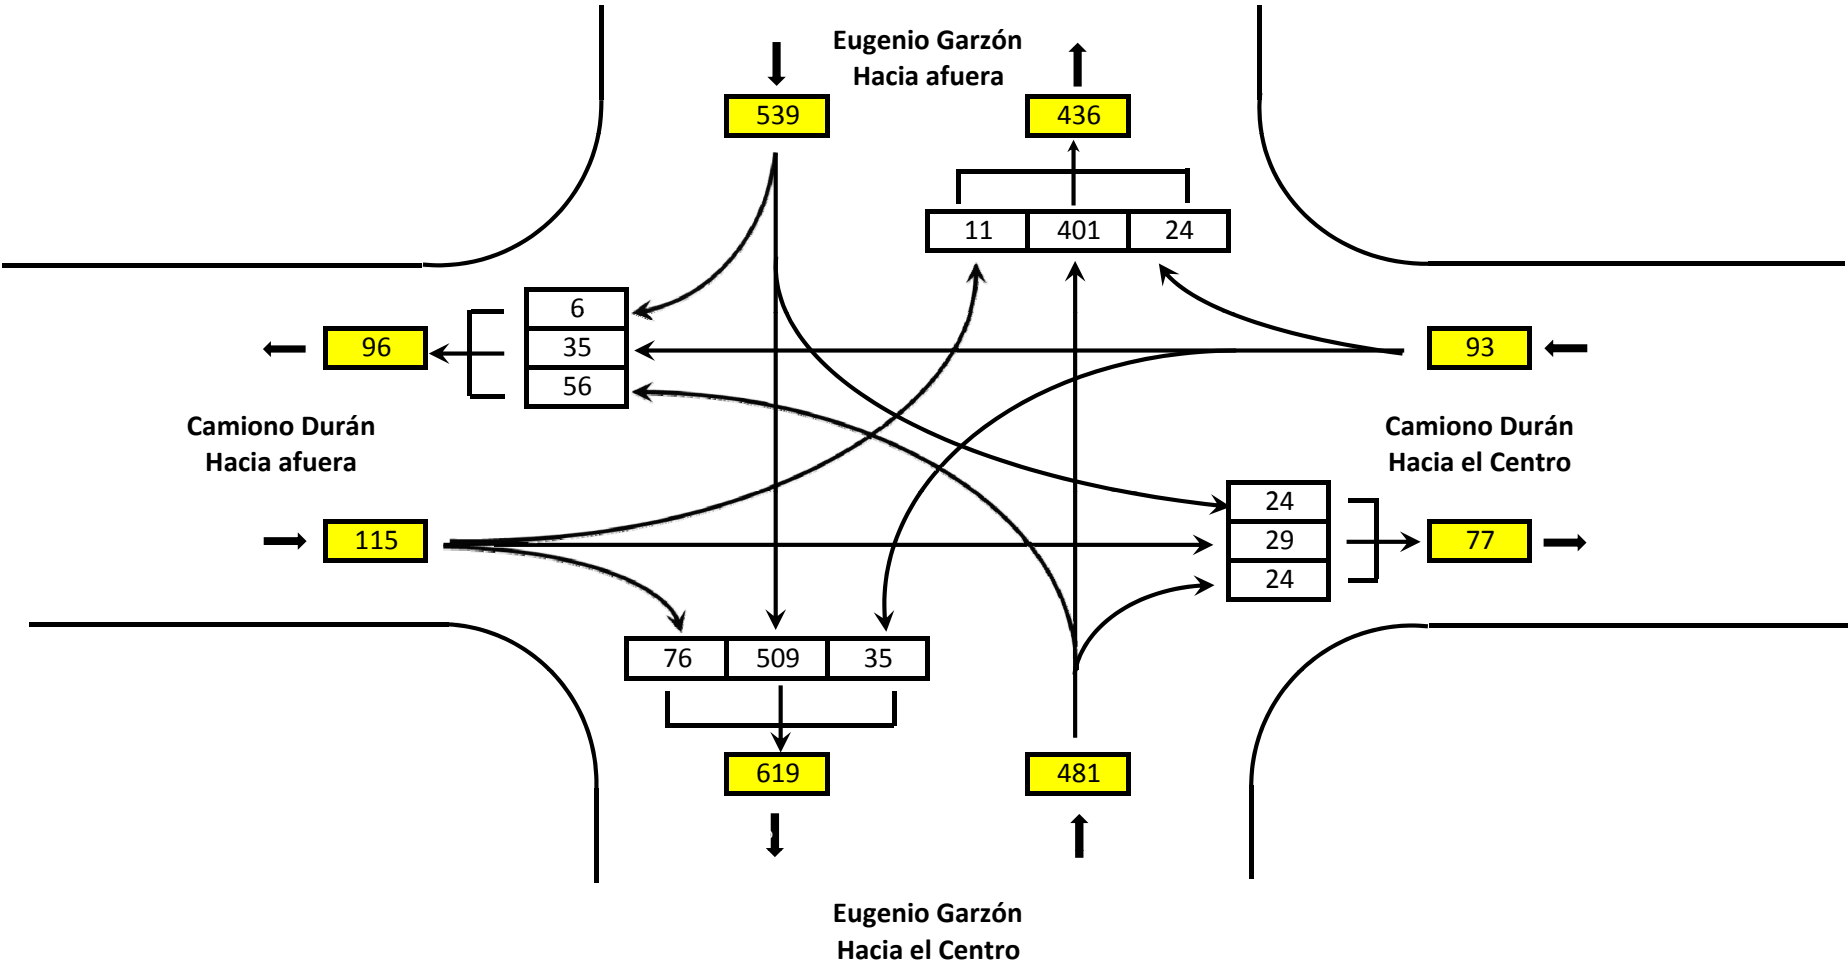 Eugenio Garzón
Hacia afuera
539
436
11 401 24
6
35
56
96
93
Camiono Durán
Hacia afuera
Camiono Durán
Hacia el Centro
24
29
24
115
77
76 509 35
619
481
Eugenio Garzón
Hacia el Centro